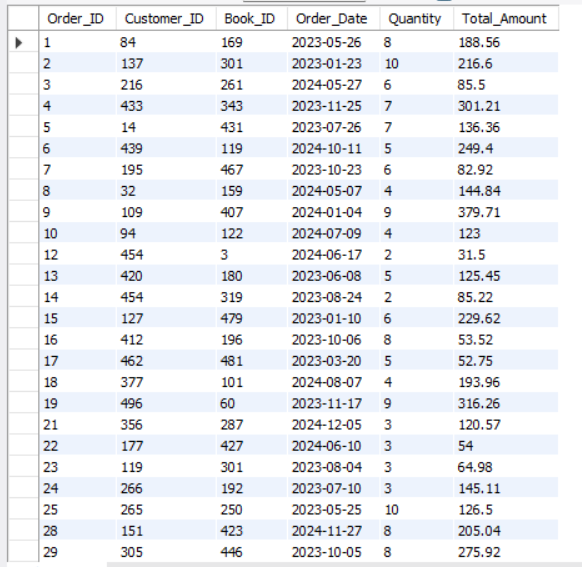 Order_ID Customer_ID Book_ID Order_Date Quantity Total_Amount
1 84 169 2023-05-26 8 188.56
2 137 301 2023-01-23 10 216.6
3 216 261 2024-05-27 6 85.5
4 433 343 2023-11-25 7 301.21
5 14 431 2023-07-26 7 136.36
6 439 119 2024-10-11 5 249.4
7 195 467 2023-10-23 6 82.92
8 32 159 2024-05-07 4 144.84
9 109 407 2024-01-04 9 379.71
10 94 122 2024-07-09 4 123
12 454 3 2024-06-17 2 31.5
13 420 180 2023-06-08 5 125.45
14 454 319 2023-08-24 2 85.22
15 127 479 2023-01-10 6 229.62
16 412 196 2023-10-06 8 53.52
17 462 481 2023-03-20 5 52.75
18 377 101 2024-08-07 4 193.96
19 496 60 2023-11-17 9 316.26
21 356 287 2024-12-05 3 120.57
22 177 427 2024-06-10 3 54
23 119 301 2023-08-04 3 64.98
24 266 192 2023-07-10 3 145.11
25 265 250 2023-05-25 10 126.5
28 151 423 2024-11-27 8 205.04
29 305 446 2023-10-05 8 275.92